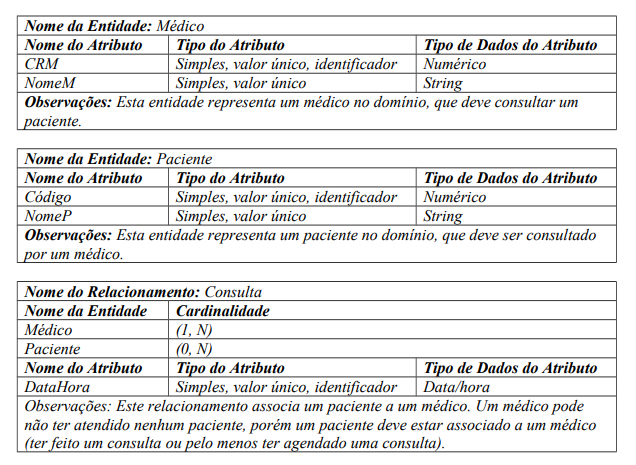 Nome da Entidade: Médico
Nome do Atributo Tipo do Atributo Tipo de Dados do Atributo
CRM Simples, valor único, identificador Numérico
NomeM Simples, valor único String
Observações: Esta entidade representa um médico no domínio, que deve consultar um
paciente.
Nome da Entidade: Paciente
Nome do Atributo Tipo do Atributo Tipo de Dados do Atributo
Código Simples, valor único, identificador Numérico
NomeP Simples, valor único String
Observações: Esta entidade representa um paciente no domínio, que deve ser consultado
por um médico.
Nome do Relacionamento: Consulta
Nome da Entidade Cardinalidade
Médico (1, N)
Paciente (0, N)
Nome do Atributo Tipo do Atributo Tipo de Dados do Atributo
DataHora Simples, valor único, identificador Data/hora
Observações: Este relacionamento associa um paciente a um médico. Um médico pode
não ter atendido nenhum paciente, porém um paciente deve estar associado a um médico
(ter feito um consulta ou pelo menos ter agendado uma consulta).